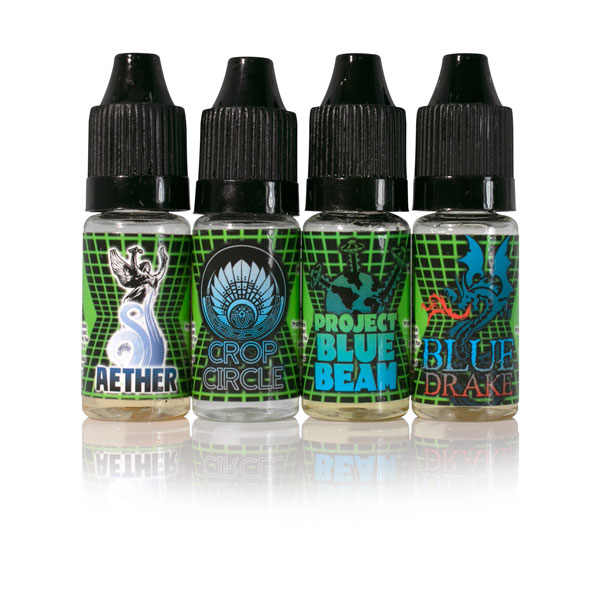 AETHER
CROP
CIRCLE
PROJECT
BLUE
BEAM
BLUE
DRAKE